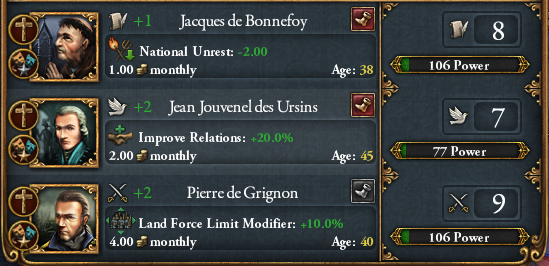 +1 Jacques de Bonnefoy 8
National Unrest: -2.00
1.00 monthly Age: 38 106 Power
+2 Jean Jouvenel des Ursins 7
Improve Relations: +20.0%
2.00 monthly Age: 45 77 Power
+2 Pierre de Grignon 9
Land Force Limit Modifier: +10.0%
4.00 monthly Age: 40 106 Power